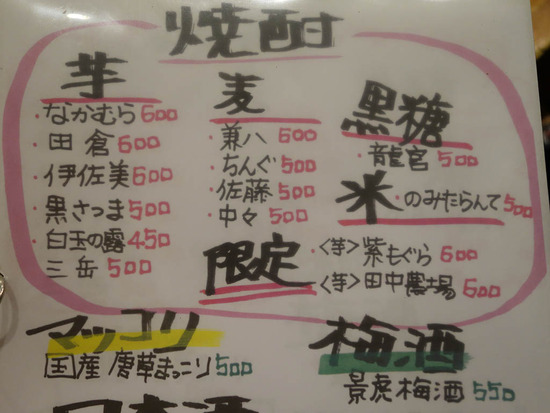 焼酎
芋
・なかむら 600
・田倉 600
・伊佐美 600
・黒さつま 500
・白玉の露 450
・三岳 500
麦
・兼八 600
・ちんぐ 500
・佐藤 500
・中々 500
黒糖
・龍宮 500
米
・のみたらんて 500
限定
<芋> 紫もぐら 600
<芋> 田中農場 600
マッコリ
国産 唐草まっこり 500
梅酒
景虎梅酒 550
日本酒